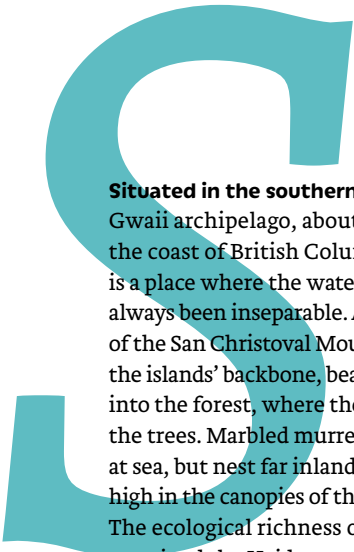 S
Situated in the southern
Gwaii archipelago, about
the coast of British Colu
is a place where the wate
always been inseparable.
of the San Christoval Mou
the islands' backbone, bea
into the forest, where the
the trees. Marbled murre
at sea, but nest far inland
high in the canopies of th
The ecological richness o